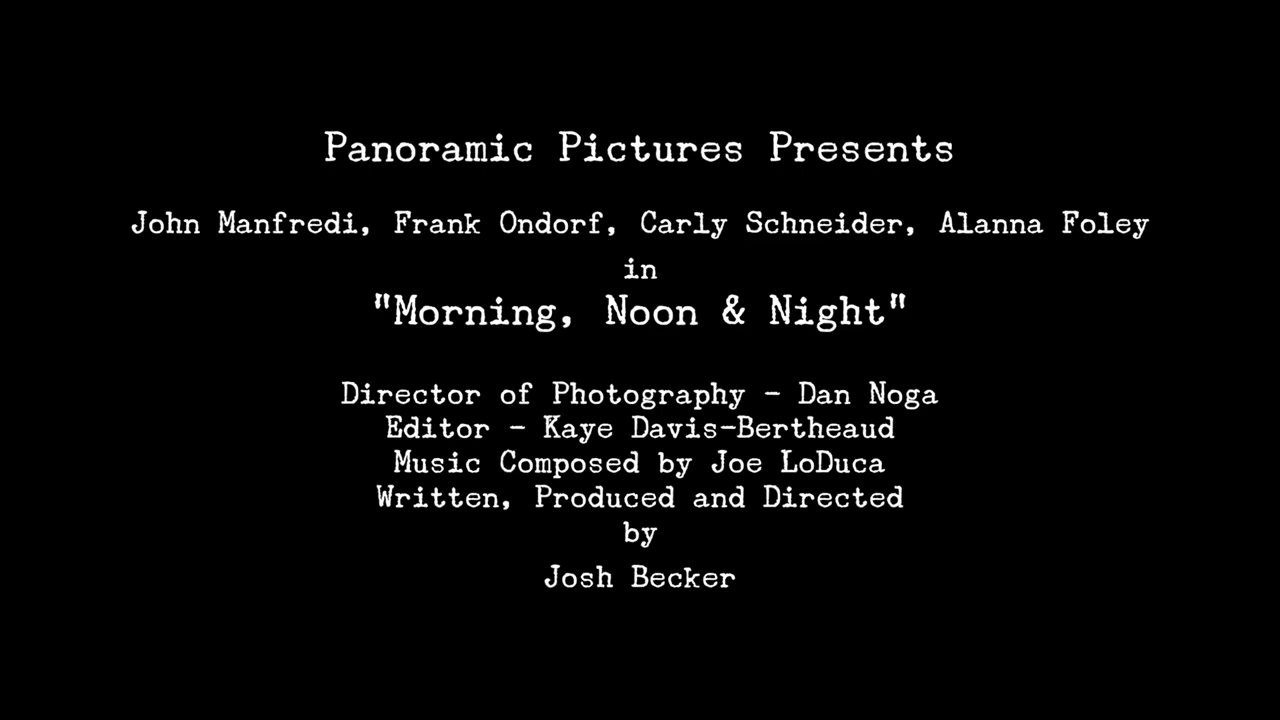 Panoramic Pictures Presents
John Manfredi, Frank Ondorf, Carly Schneider, Alanna Foley
in
"Morning, Noon & Night"
Director of Photography - Dan Noga
Editor - Kaye Davis-Bertheaud
Music Composed by Joe LoDuca
Written, Produced and Directed
by
Josh Becker